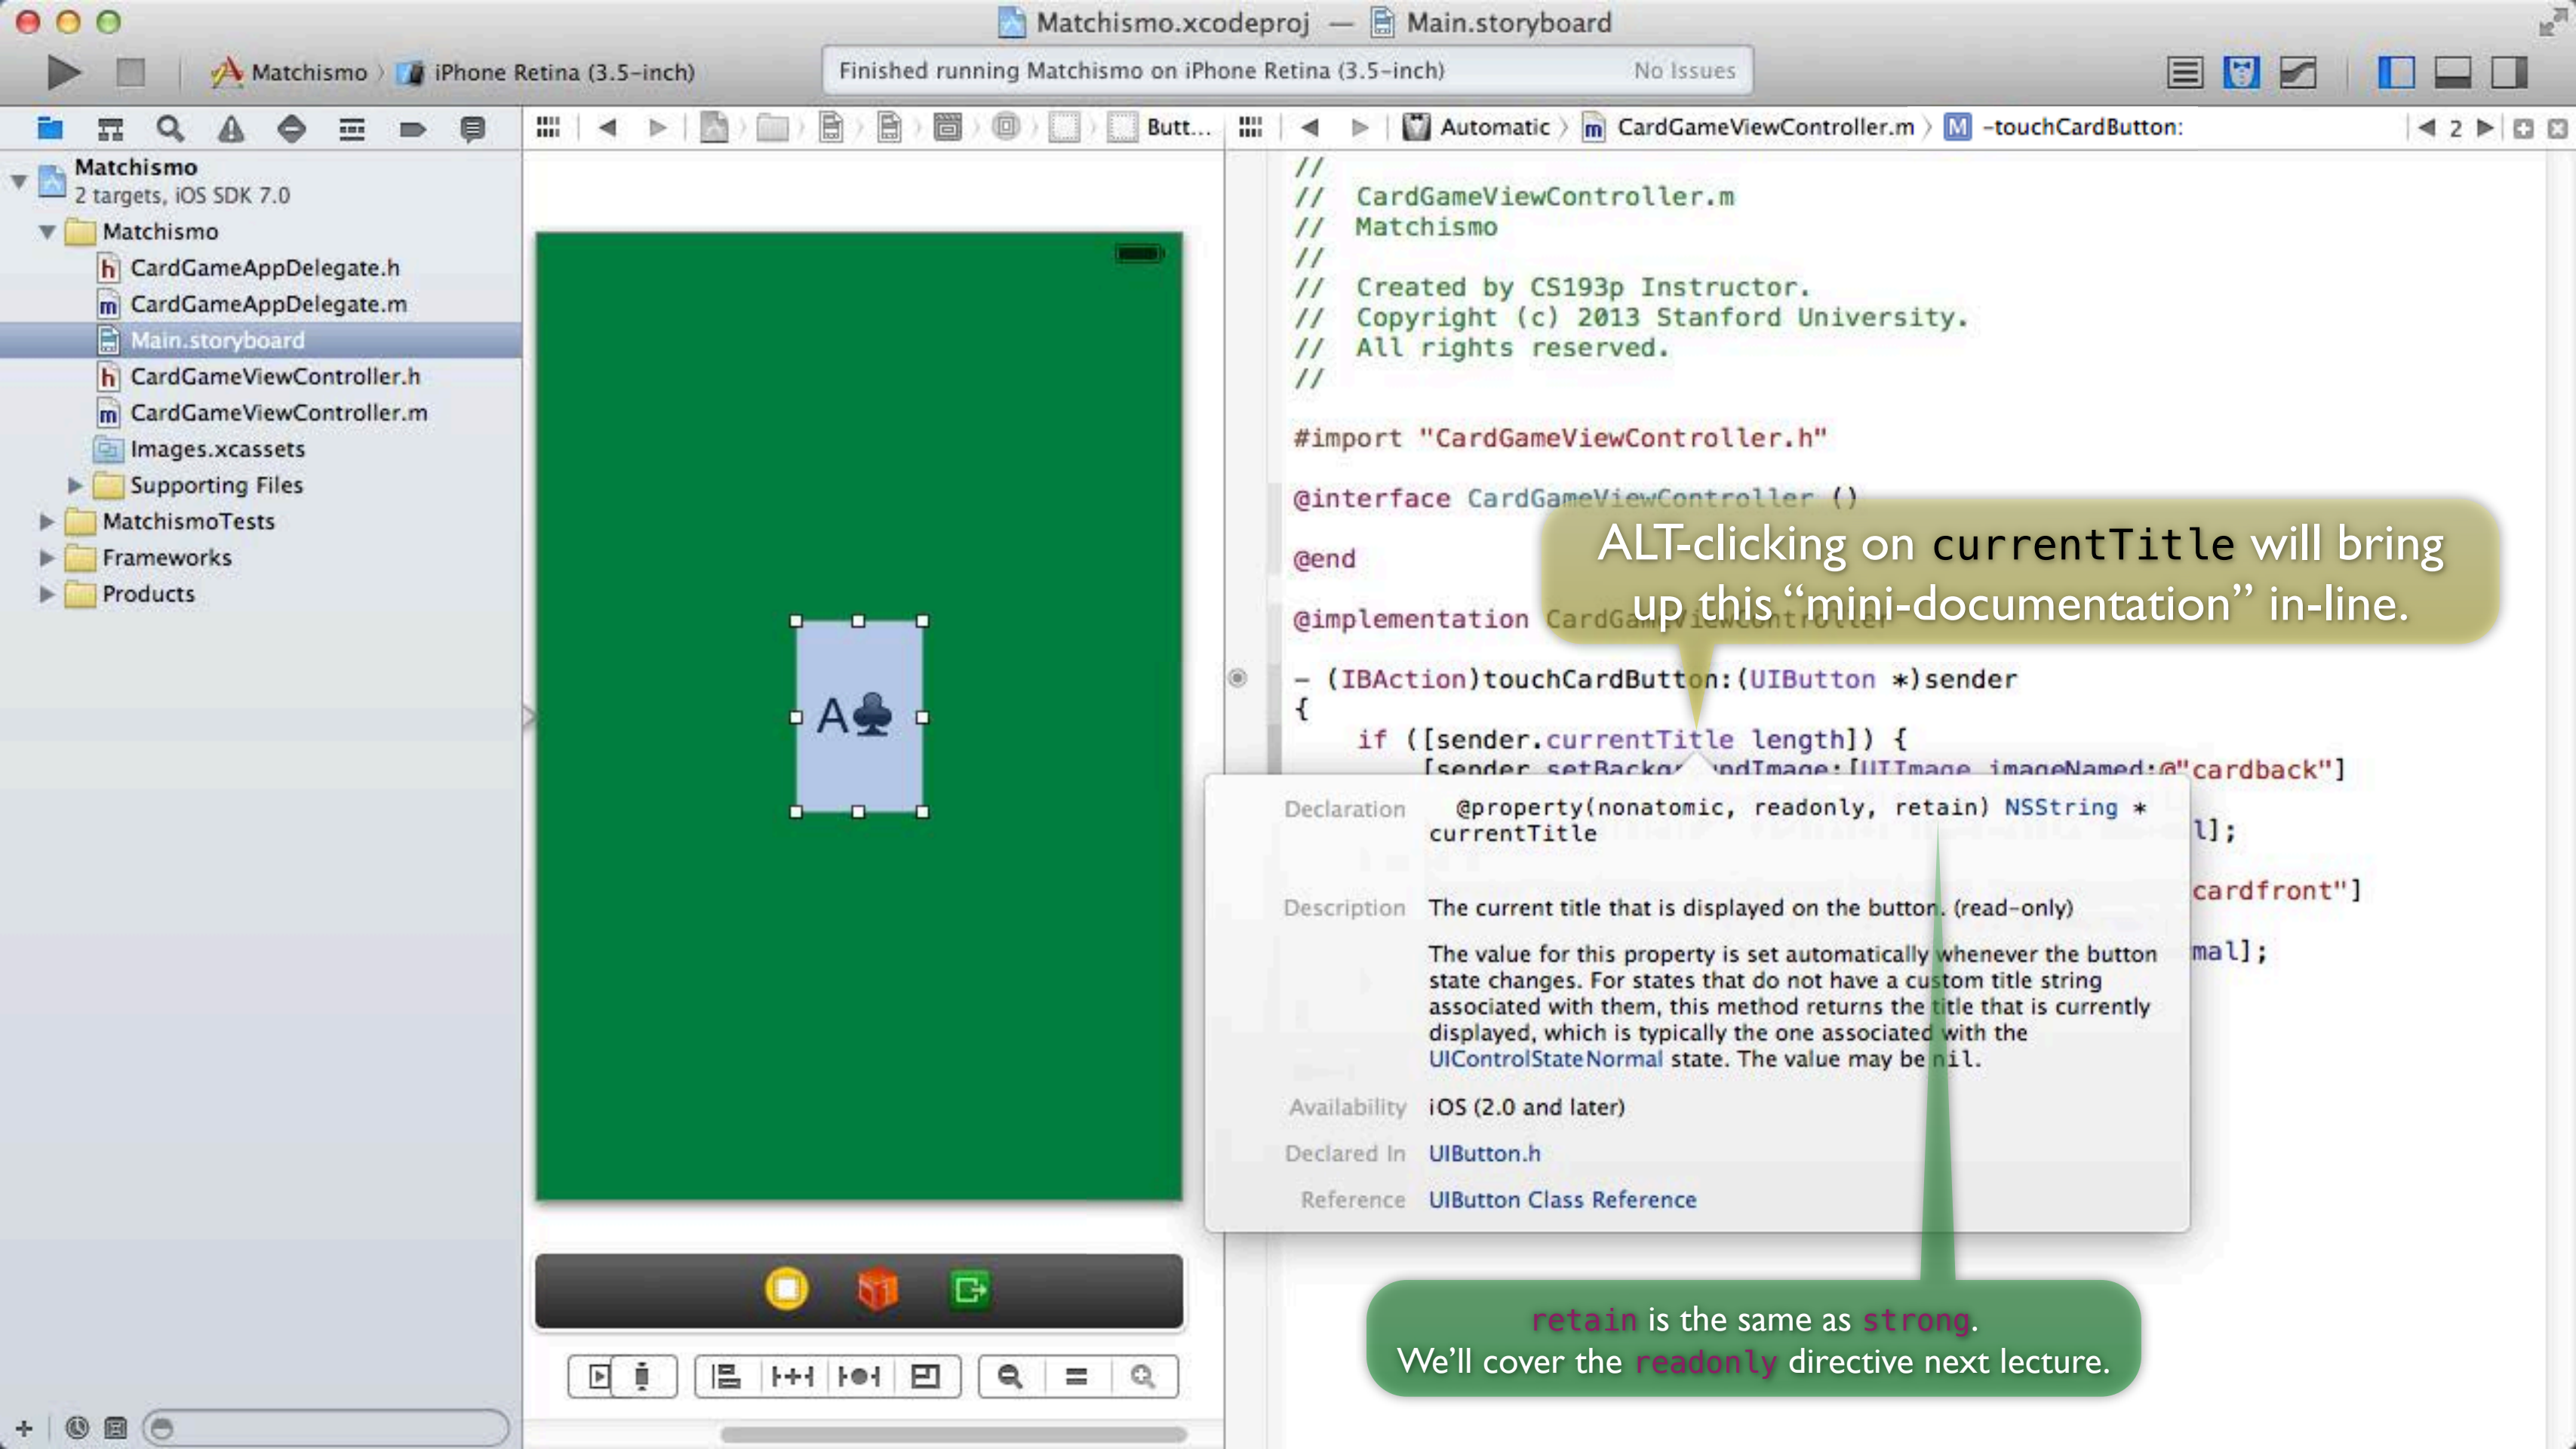 Matchismo.xcodeproj — Main.storyboard
Matchismo iPhone Retina (3.5-inch)
Finished running Matchismo on iPhone Retina (3.5-inch) No Issues
Butt...
Automatic CardGameViewController.m M -touchCardButton:
2
Matchismo
2 targets, iOS SDK 7.0
Matchismo
h CardGameAppDelegate.h
m CardGameAppDelegate.m
Main.storyboard
h CardGameViewController.h
m CardGameViewController.m
Images.xcassets
Supporting Files
MatchismoTests
Frameworks
Products
A♣
//
// CardGameViewController.m
// Matchismo
//
// Created by CS193p Instructor.
// Copyright (c) 2013 Stanford University.
// All rights reserved.
//
#import "CardGameViewController.h"
@interface CardGameViewController ()
@end
@implementation CardGameViewController
- (IBAction)touchCardButton:(UIButton *)sender
{
if ([sender.currentTitle length]) {
[sender setBackgroundImage:[UIImage imageNamed:@"cardback"]
l];
cardfront"]
mal];
ALT-clicking on currentTitle will bring
up this “mini-documentation” in-line.
Declaration @property(nonatomic, readonly, retain) NSString *
currentTitle
Description The current title that is displayed on the button. (read-only)
The value for this property is set automatically whenever the button
state changes. For states that do not have a custom title string
associated with them, this method returns the title that is currently
displayed, which is typically the one associated with the
UIControlStateNormal state. The value may be nil.
Availability iOS (2.0 and later)
Declared In UIButton.h
Reference UIButton Class Reference
retain is the same as strong.
We’ll cover the readonly directive next lecture.